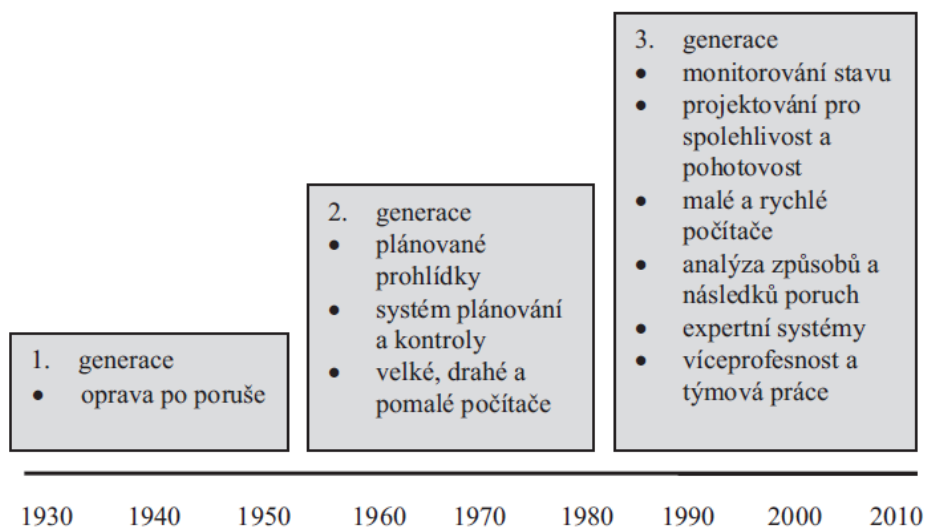 1. generace
• oprava po poruše
2. generace
• plánované
prohlídky
• systém plánování
a kontroly
• velké, drahé a
pomalé počítače
3. generace
• monitorování stavu
• projektování pro
spolehlivost a
pohotovost
• malé a rychlé
počítače
• analýza způsobů a
následků poruch
• expertní systémy
• víceprofesnost a
týmová práce
1930 1940 1950 1960 1970 1980 1990 2000 2010